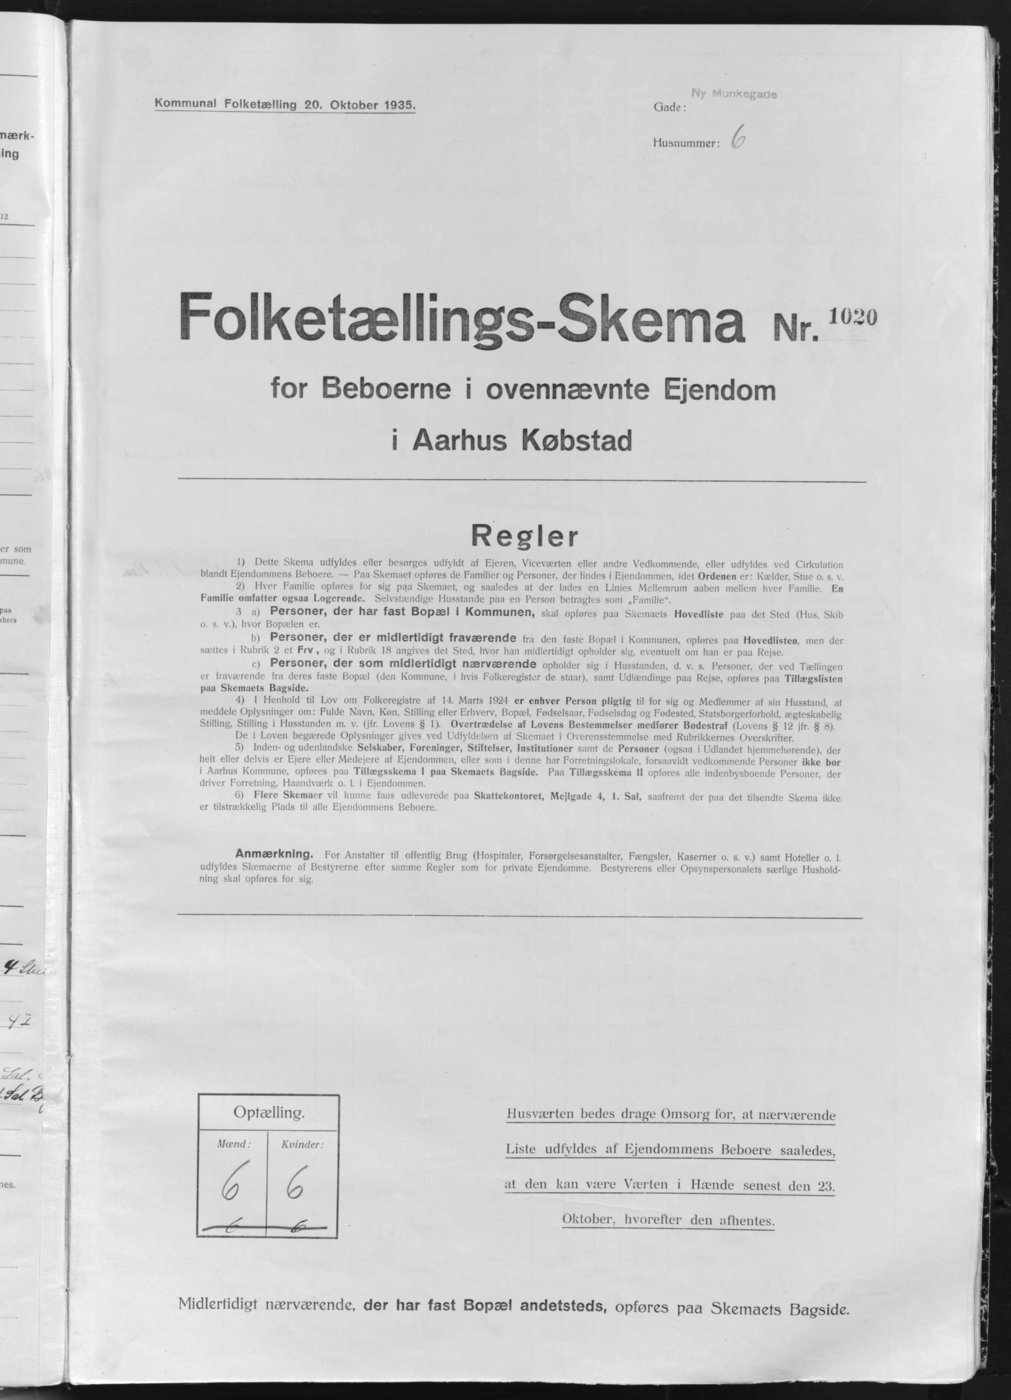 Kommunal Folketælling 20. Oktober 1935.
Ny Munkegade
Gade:
Husnummer: 6
Folketællings-Skema Nr. 1020
for Beboerne i ovennævnte Ejendom
i Aarhus Købstad
Regler
1) Dette Skema udfyldes eller besørges udfyldt af Ejeren, Viceværten eller andre Vedkommende, eller udfyldes ved Cirkulation
blandt Ejendommens Beboere. — Paa Skemaet opføres de Familier og Personer, der findes i Ejendommen, idet Ordenen er: Kælder, Stue o. s. v.
2) Hver Familie opføres for sig paa Skemaet, og saaledes at der lades en Linies Mellemrum aaben mellem hver Familie. En
Familie omfatter ogsaa Logerende. Selvstændige Husstande paa en Person betragtes som „Familie".
3 a) Personer, der har fast Bopæl i Kommunen, skal opføres paa Skemaets Hovedliste paa det Sted (Hus, Skib
o. s. v.), hvor Bopælen er.
b) Personer, der er midlertidigt fraværende fra den faste Bopæl i Kommunen, opføres paa Hovedlisten, men der
sættes i Rubrik 2 et Frv., og i Rubrik 18 angives det Sted, hvor han midlertidigt opholder sig, eventuelt om han er paa Rejse.
c) Personer, der som midlertidigt nærværende opholder sig i Husstanden, d. v. s. Personer, der ved Tællingen
er fraværende fra deres faste Bopæl (den Kommune, i hvis Folkeregister de staar), samt Udlændinge paa Rejse, opføres paa Tillægslisten
paa Skemaets Bagside.
4) I Henhold til Lov om Folkeregistre af 14. Marts 1924 er enhver Person pligtig til for sig og Medlemmer af sin Husstand, at
meddele Oplysninger om: Fulde Navn, Køn, Stilling eller Erhverv, Bopæl, Fødselsaar, Fødselsdag og Fødested, Statsborgerforhold, ægteskabelig
Stilling, Stilling i Husstanden m. v. (jfr. Lovens § 1). Overtrædelse af Lovens Bestemmelser medfører Bødestraf (Lovens § 12 jfr. § 8).
De i Loven begærede Oplysninger gives ved Udfyldelsen af Skemaet i Overensstemmelse med Rubrikkernes Overskrifter.
5) Inden- og udenlandske Selskaber, Foreninger, Stiftelser, Institutioner samt de Personer (ogsaa i Udlandet hjemmehørende), der
helt eller delvis er Ejere eller Medejere af Ejendommen, eller som i denne har Forretningslokale, forsaavidt vedkommende Personer ikke bor
i Aarhus Kommune, opføres paa Tillægsskema I paa Skemaets Bagside. Paa Tillægsskema II opføres alle indenbysboende Personer, der
driver Forretning, Haandværk o. l. i Ejendommen.
6) Flere Skemaer vil kunne faas udleverede paa Skattekontoret, Mejlgade 4, 1. Sal, saafremt der paa det tilsendte Skema ikke
er tilstrækkelig Plads til alle Ejendommens Beboere.
Anmærkning. For Anstalter til offentlig Brug (Hospitaler, Forsørgelsesanstalter, Fængsler, Kaserner o. s. v.) samt Hoteller o. l.
udfyldes Skemaerne af Bestyrerne efter samme Regler som for private Ejendomme. Bestyrerens eller Opsynspersonalets særlige Hushold-
ning skal opføres for sig.
Optælling.
Mænd: Kvinder:
6 6
6 6
Husværten bedes drage Omsorg for, at nærværende
Liste udfyldes af Ejendommens Beboere saaledes,
at den kan være Værten i Hænde senest den 23.
Oktober, hvorefter den afhentes.
Midlertidigt nærværende, der har fast Bopæl andetsteds, opføres paa Skemaets Bagside.